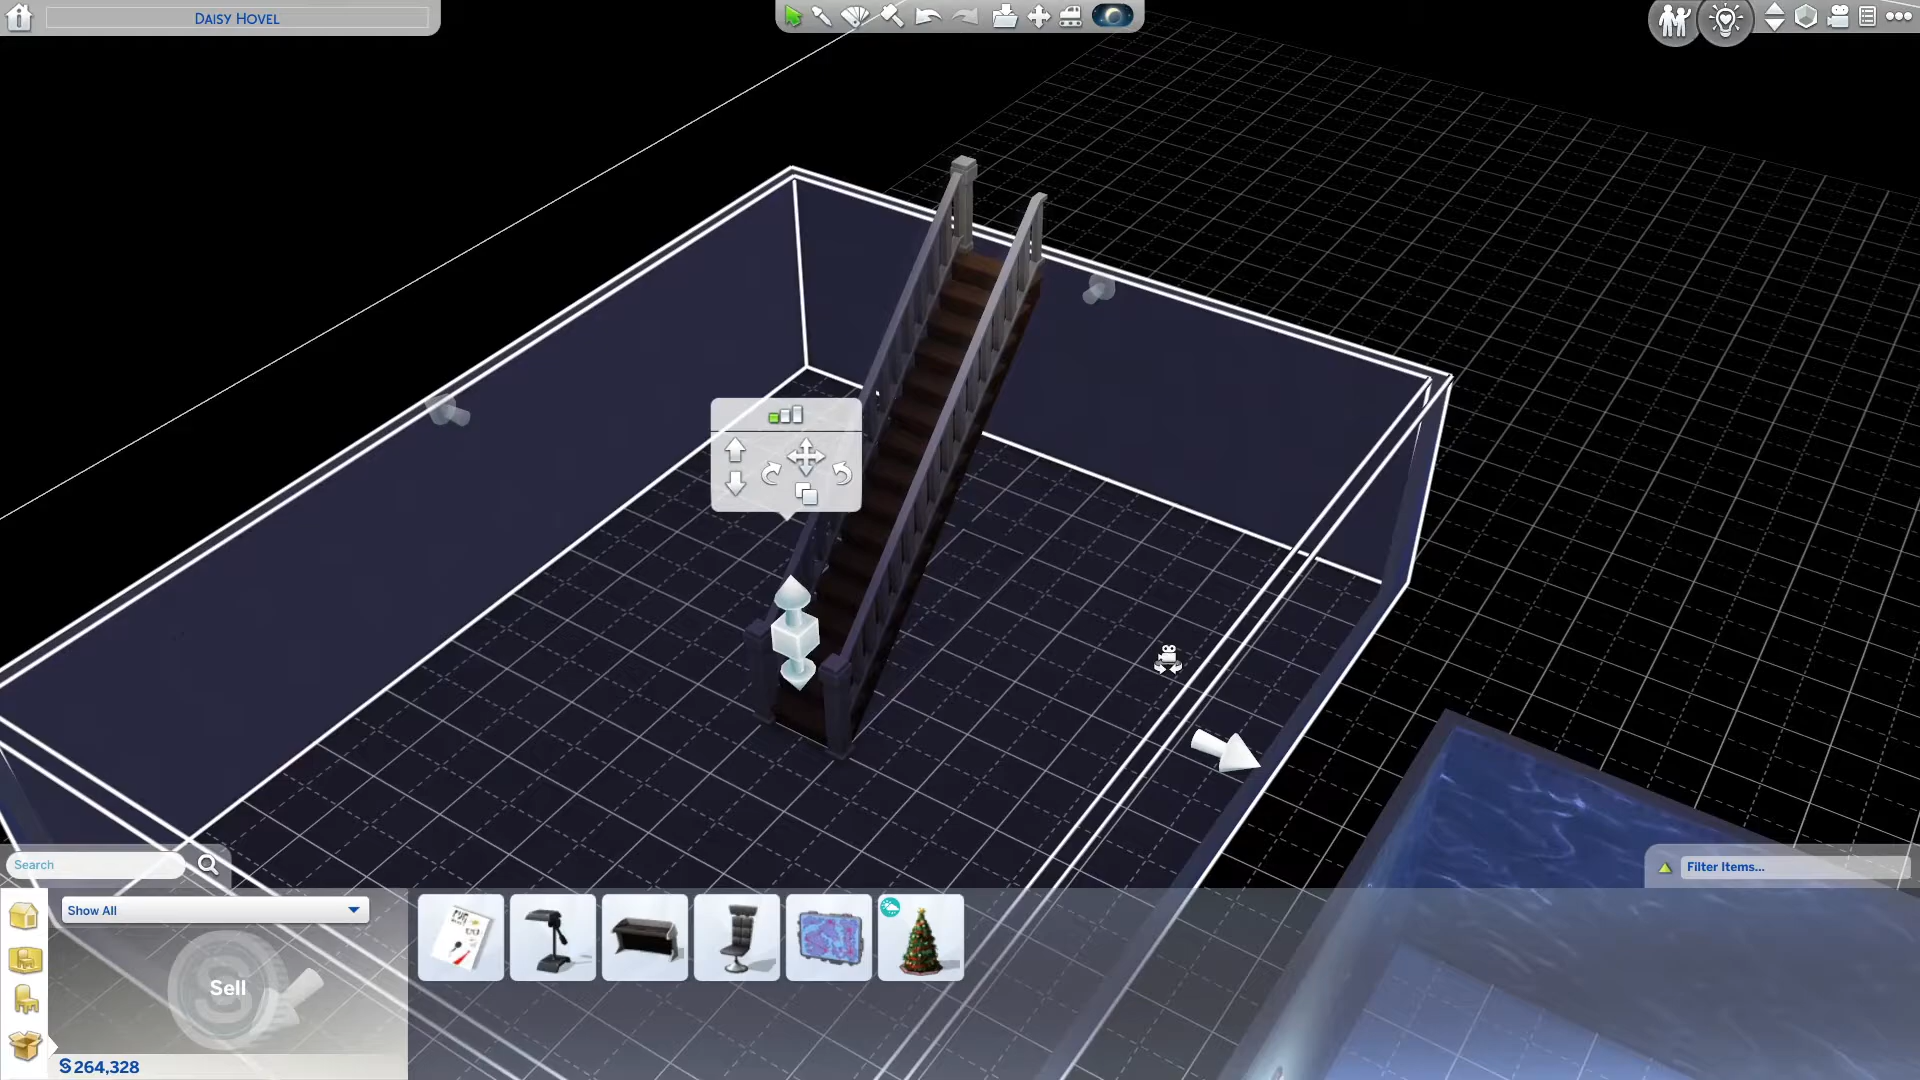 DAISY HOVEL
Search
Filter Items...
Show All
Sell
§264,328